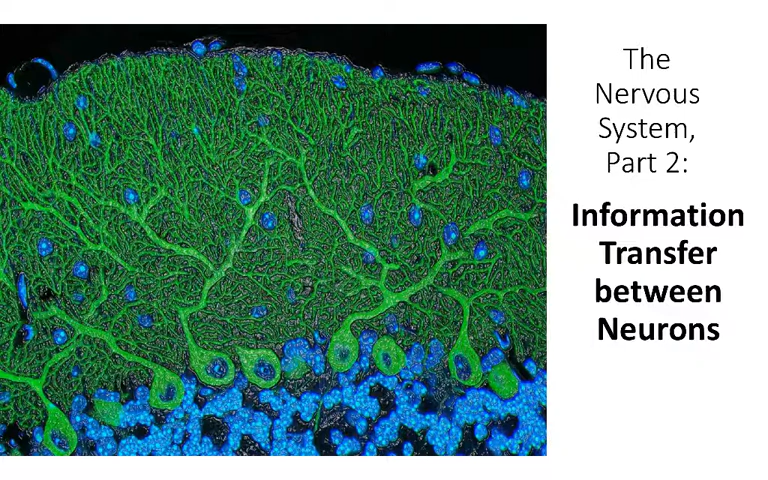 The
Nervous
System,
Part 2:
Information
Transfer
between
Neurons